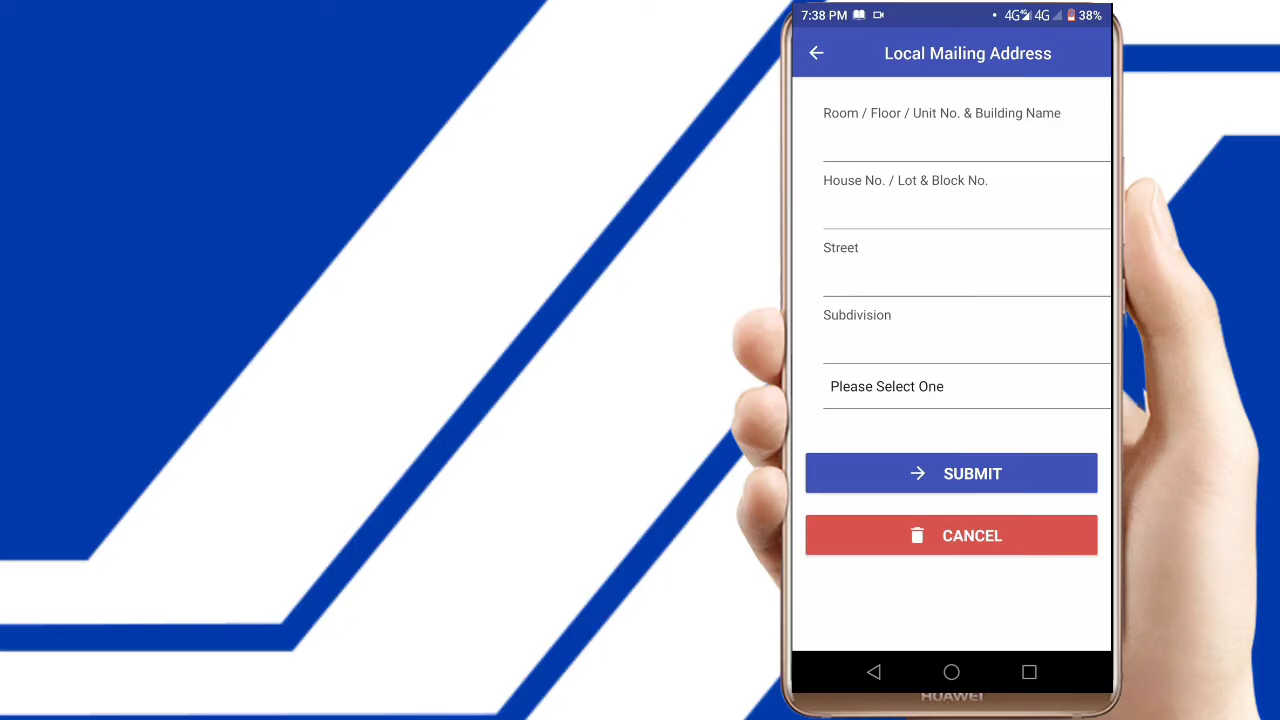 7:38 PM 4G 4G 38%
Local Mailing Address
Room / Floor / Unit No. & Building Name
House No. / Lot & Block No.
Street
Subdivision
Please Select One
SUBMIT
CANCEL
HUAWEI